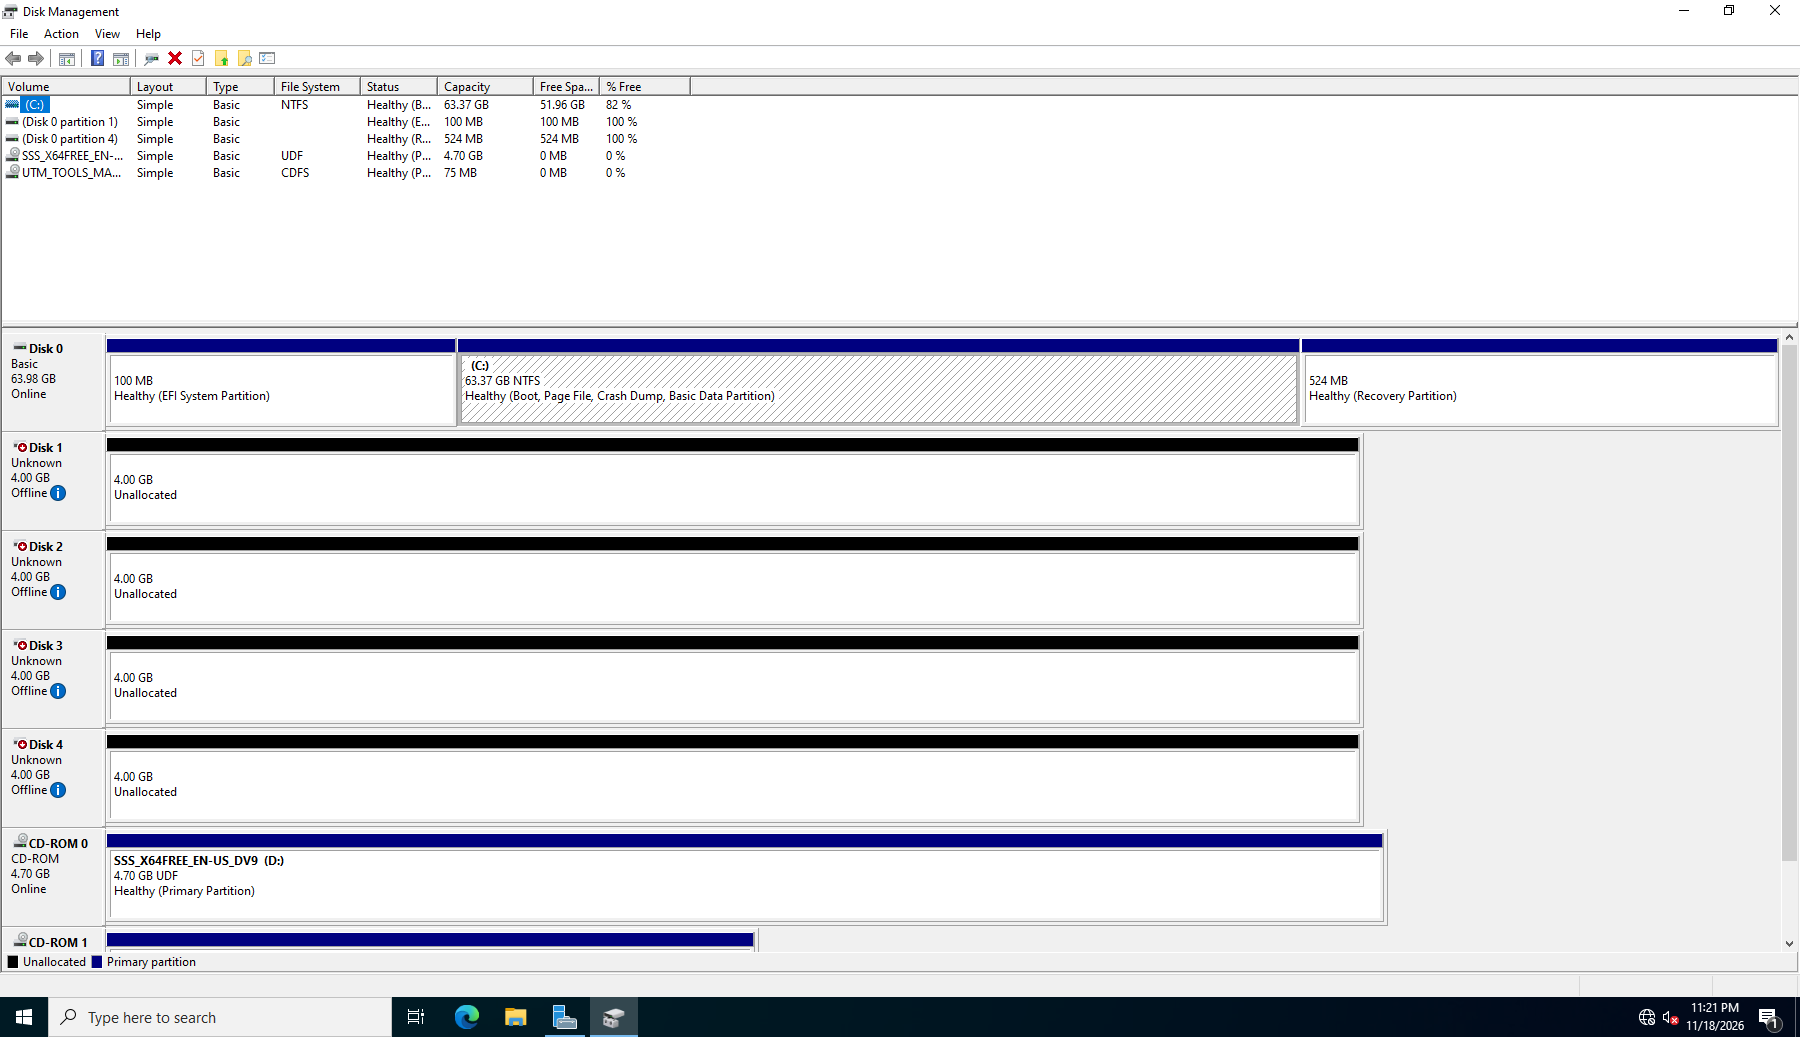 Disk Management
File Action View Help
Volume Layout Type File System Status Capacity Free Spa... % Free
(C:) Simple Basic NTFS Healthy (B... 63.37 GB 51.96 GB 82 %
(Disk 0 partition 1) Simple Basic Healthy (E... 100 MB 100 MB 100 %
(Disk 0 partition 4) Simple Basic Healthy (R... 524 MB 524 MB 100 %
SSS_X64FREE_EN-... Simple Basic UDF Healthy (P... 4.70 GB 0 MB 0 %
UTM_TOOLS_MA... Simple Basic CDFS Healthy (P... 75 MB 0 MB 0 %
Disk 0
Basic
63.98 GB
Online
100 MB
Healthy (EFI System Partition)
(C:)
63.37 GB NTFS
Healthy (Boot, Page File, Crash Dump, Basic Data Partition)
524 MB
Healthy (Recovery Partition)
Disk 1
Unknown
4.00 GB
Offline
4.00 GB
Unallocated
Disk 2
Unknown
4.00 GB
Offline
4.00 GB
Unallocated
Disk 3
Unknown
4.00 GB
Offline
4.00 GB
Unallocated
Disk 4
Unknown
4.00 GB
Offline
4.00 GB
Unallocated
CD-ROM 0
CD-ROM
4.70 GB
Online
SSS_X64FREE_EN-US_DV9 (D:)
4.70 GB UDF
Healthy (Primary Partition)
CD-ROM 1
Unallocated Primary partition
Type here to search
11:21 PM
11/18/2026
1